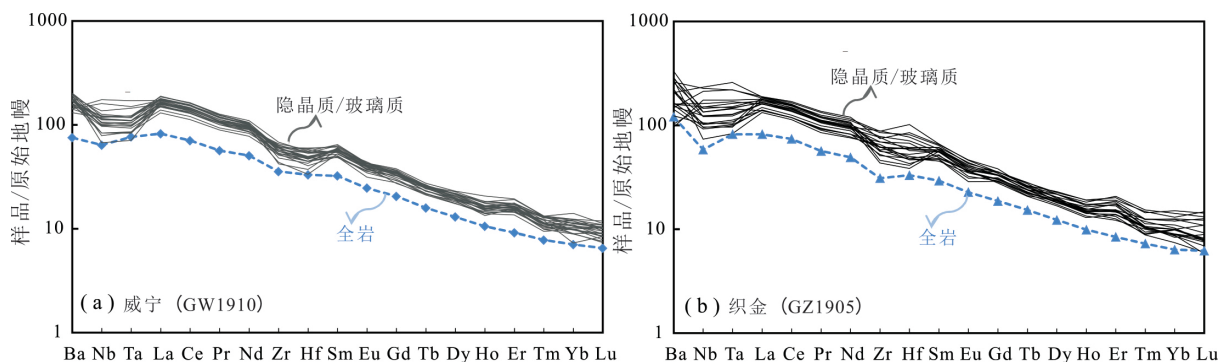 1000
100
10
1
样品/原始地幔
隐晶质/玻璃质
全岩
(a) 威宁 (GW1910)
Ba Nb Ta La Ce Pr Nd Zr Hf Sm Eu Gd Tb Dy Ho Er Tm Yb Lu
1000
100
10
1
样品/原始地幔
隐晶质/玻璃质
全岩
(b) 织金 (GZ1905)
Ba Nb Ta La Ce Pr Nd Zr Hf Sm Eu Gd Tb Dy Ho Er Tm Yb Lu